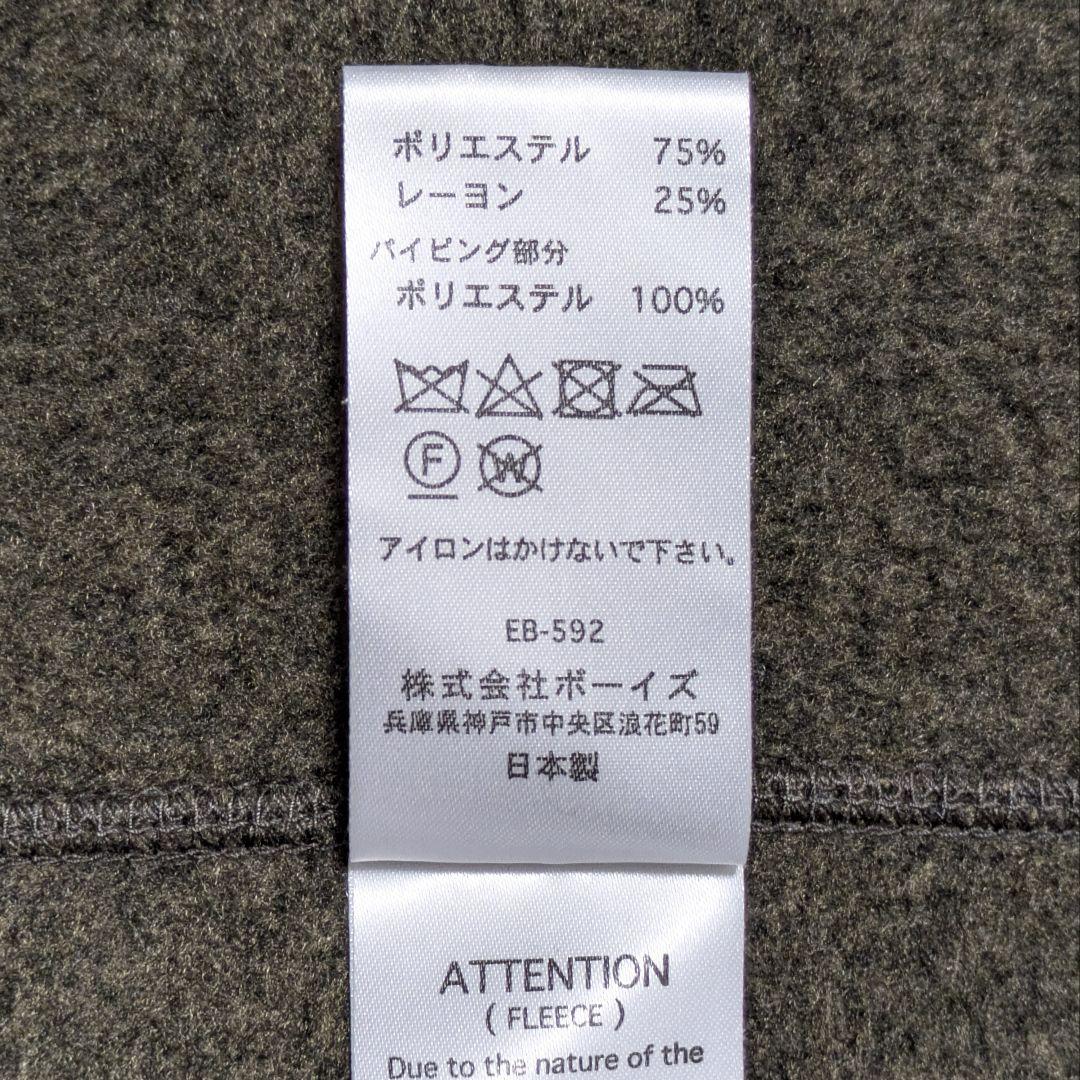 ポリエステル 75%
レーヨン 25%
パイピング部分
ポリエステル 100%
F W
アイロンはかけないで下さい。
EB-592
株式会社ボーイズ
兵庫県神戸市中央区浪花町59
日本製
ATTENTION
( FLEECE )
Due to the nature of the